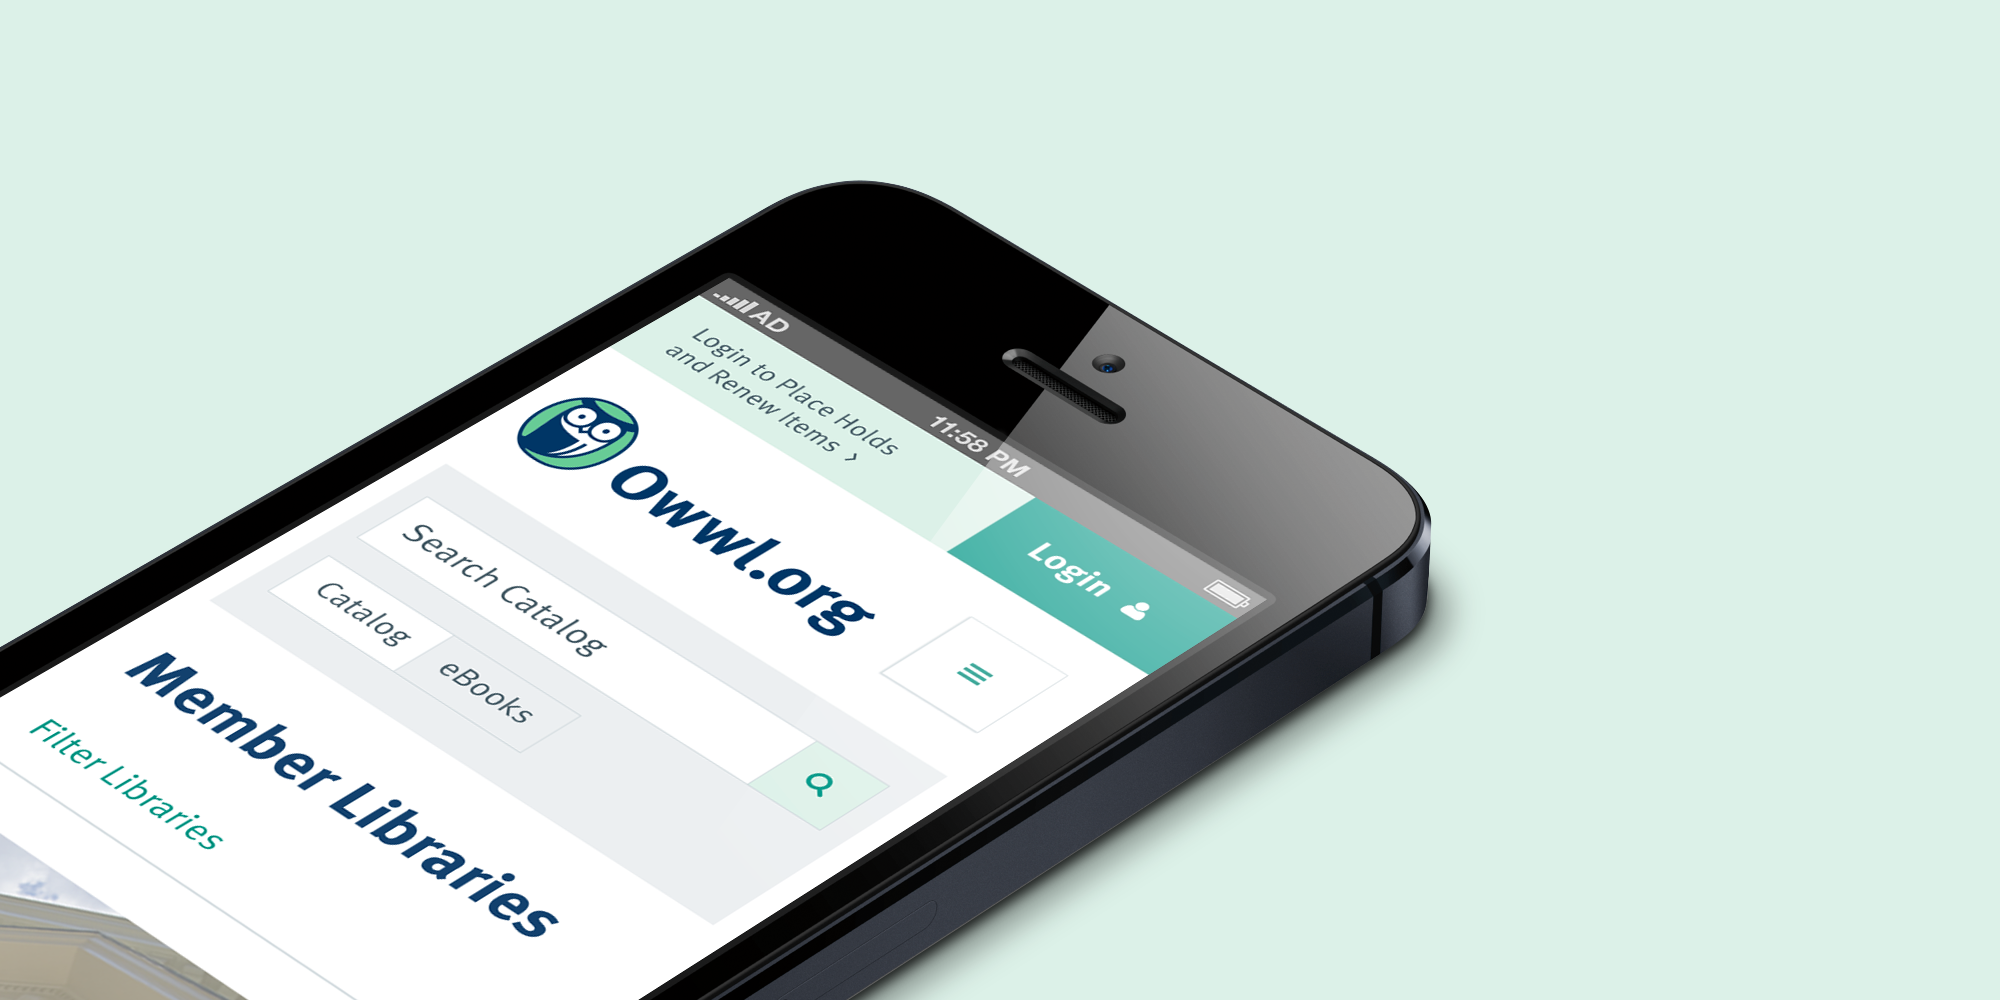 AD
11:58 PM
Login to Place Holds
and Renew Items ›
Login
Owwl.org
Search Catalog
Catalog
eBooks
Member Libraries
Filter Libraries